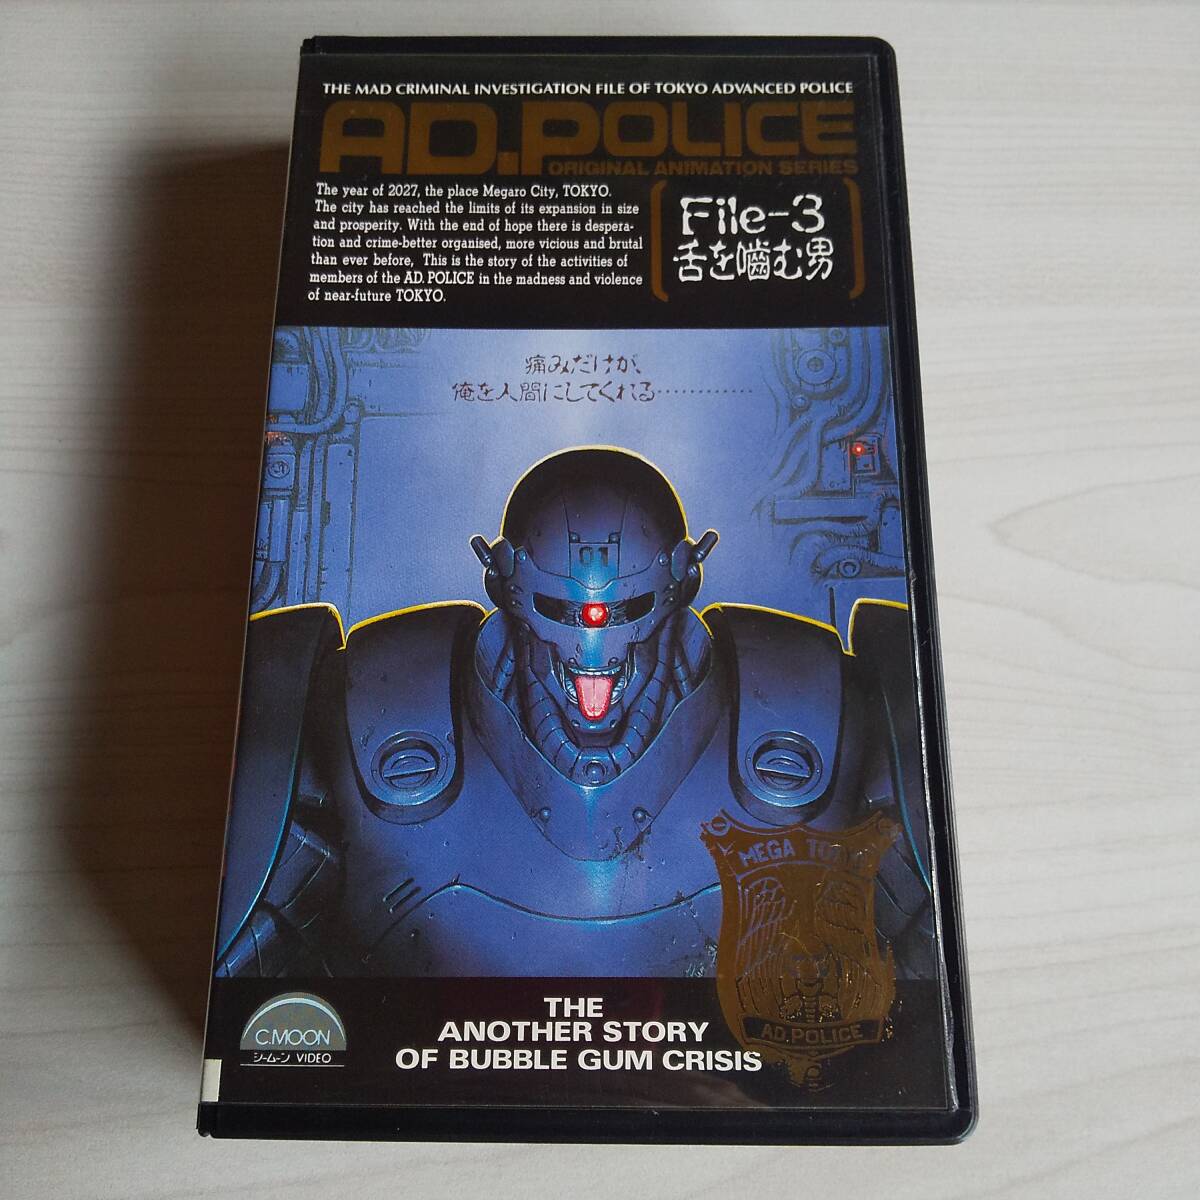 THE MAD CRIMINAL INVESTIGATION FILE OF TOKYO ADVANCED POLICE
AD.POLICE
ORIGINAL ANIMATION SERIES
The year of 2027, the place Megaro City, TOKYO.
The city has reached the limits of its expansion in size
and prosperity. With the end of hope there is despera-
tion and crime-better organised, more vicious and brutal
than ever before, This is the story of the activities of
members of the AD. POLICE in the madness and violence
of near-future TOKYO.
File-3
舌を噛む男
痛みだけが、
俺を人間にしてくれる…………
01
MEGA TOKYO
AD.POLICE
C.MOON
シームーン VIDEO
THE
ANOTHER STORY
OF BUBBLE GUM CRISIS